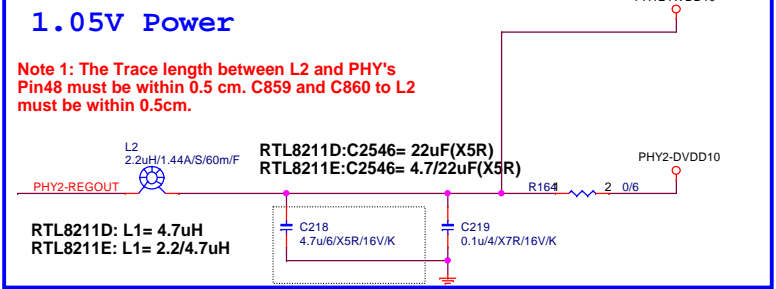 1.05V Power
Note 1: The Trace length between L2 and PHY's
Pin48 must be within 0.5 cm. C859 and C860 to L2
must be within 0.5cm.
L2
2.2uH/1.44A/S/60m/F
RTL8211D:C2546= 22uF(X5R)
RTL8211E:C2546= 4.7/22uF(X5R)
PHY2-DVDD10
PHY2-REGOUT
R164 1 2 0/6
RTL8211D: L1= 4.7uH
RTL8211E: L1= 2.2/4.7uH
C218
4.7u/6/X5R/16V/K
C219
0.1u/4/X7R/16V/K